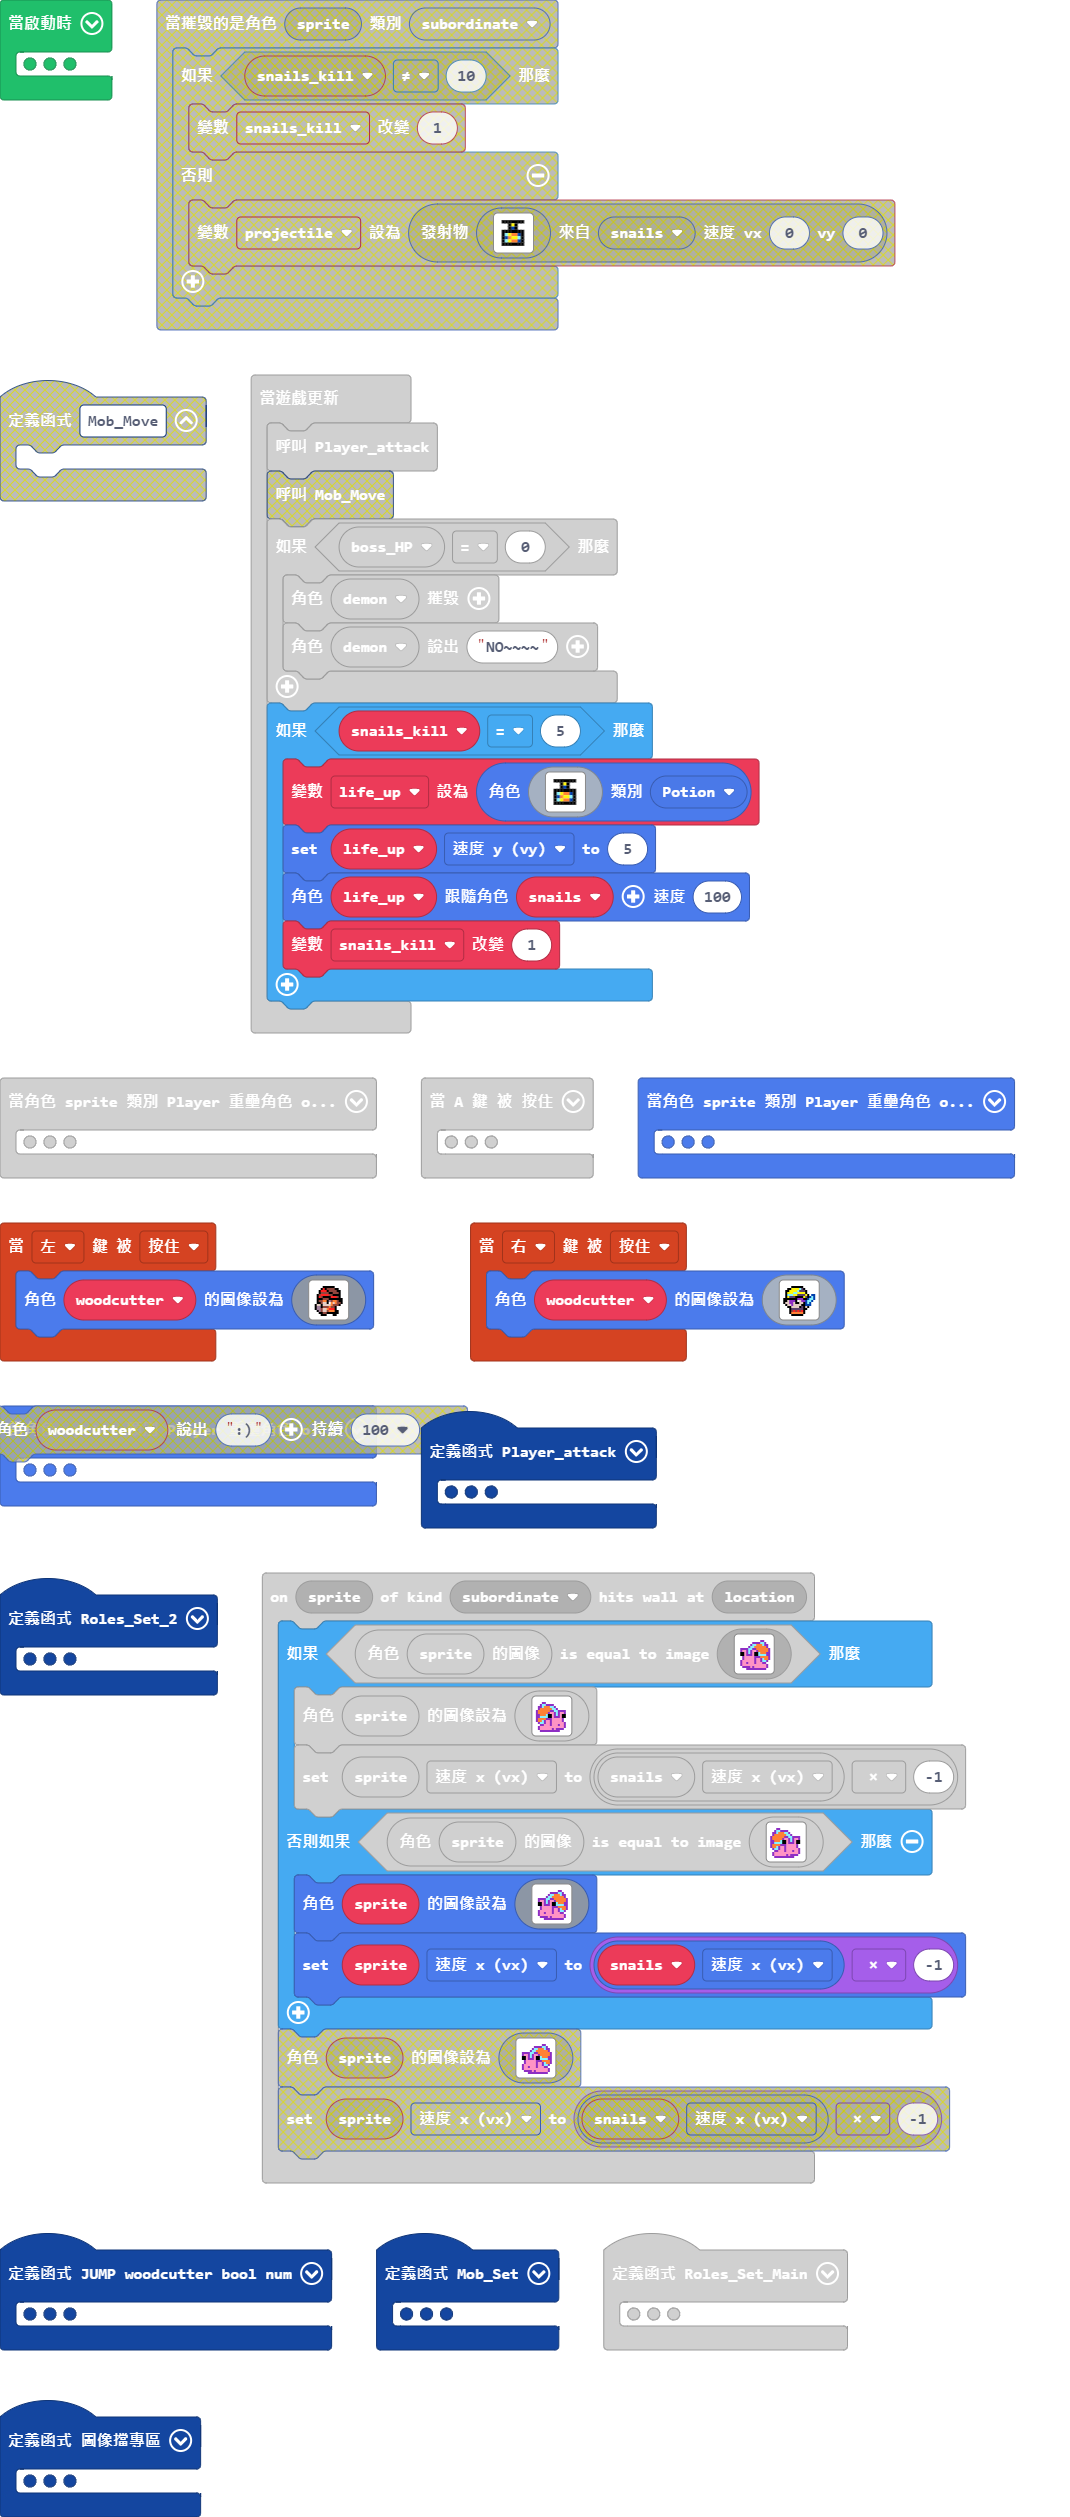 當啟動時
當摧毀的是角色 sprite 類別 subordinate
如果 snails_kill ≠ 10 那麼
變數 snails_kill 改變 1
否則
變數 projectile 設為 發射物 來自 snails 速度 vx 0 vy 0
定義函式 Mob_Move
當遊戲更新
呼叫 Player_attack
呼叫 Mob_Move
如果 boss_HP = 0 那麼
角色 demon 摧毀
角色 demon 說出 "NO~~~~"
如果 snails_kill = 5 那麼
變數 life_up 設為 角色 類別 Potion
set life_up 速度 y (vy) to 5
角色 life_up 跟隨角色 snails 速度 100
變數 snails_kill 改變 1
當角色 sprite 類別 Player 重疊角色 o...
當 A 鍵 被 按住
當角色 sprite 類別 Player 重疊角色 o...
當 左 鍵 被 按住
角色 woodcutter 的圖像設為
當 右 鍵 被 按住
角色 woodcutter 的圖像設為
角色 woodcutter 說出 ":)" 持續 100
定義函式 Player_attack
定義函式 Roles_Set_2
on sprite of kind subordinate hits wall at location
如果 角色 sprite 的圖像 is equal to image 那麼
角色 sprite 的圖像設為
set sprite 速度 x (vx) to snails 速度 x (vx) × -1
否則如果 角色 sprite 的圖像 is equal to image 那麼
角色 sprite 的圖像設為
set sprite 速度 x (vx) to snails 速度 x (vx) × -1
角色 sprite 的圖像設為
set sprite 速度 x (vx) to snails 速度 x (vx) × -1
定義函式 JUMP woodcutter bool num
定義函式 Mob_Set
定義函式 Roles_Set_Main
定義函式 圖像擋專區